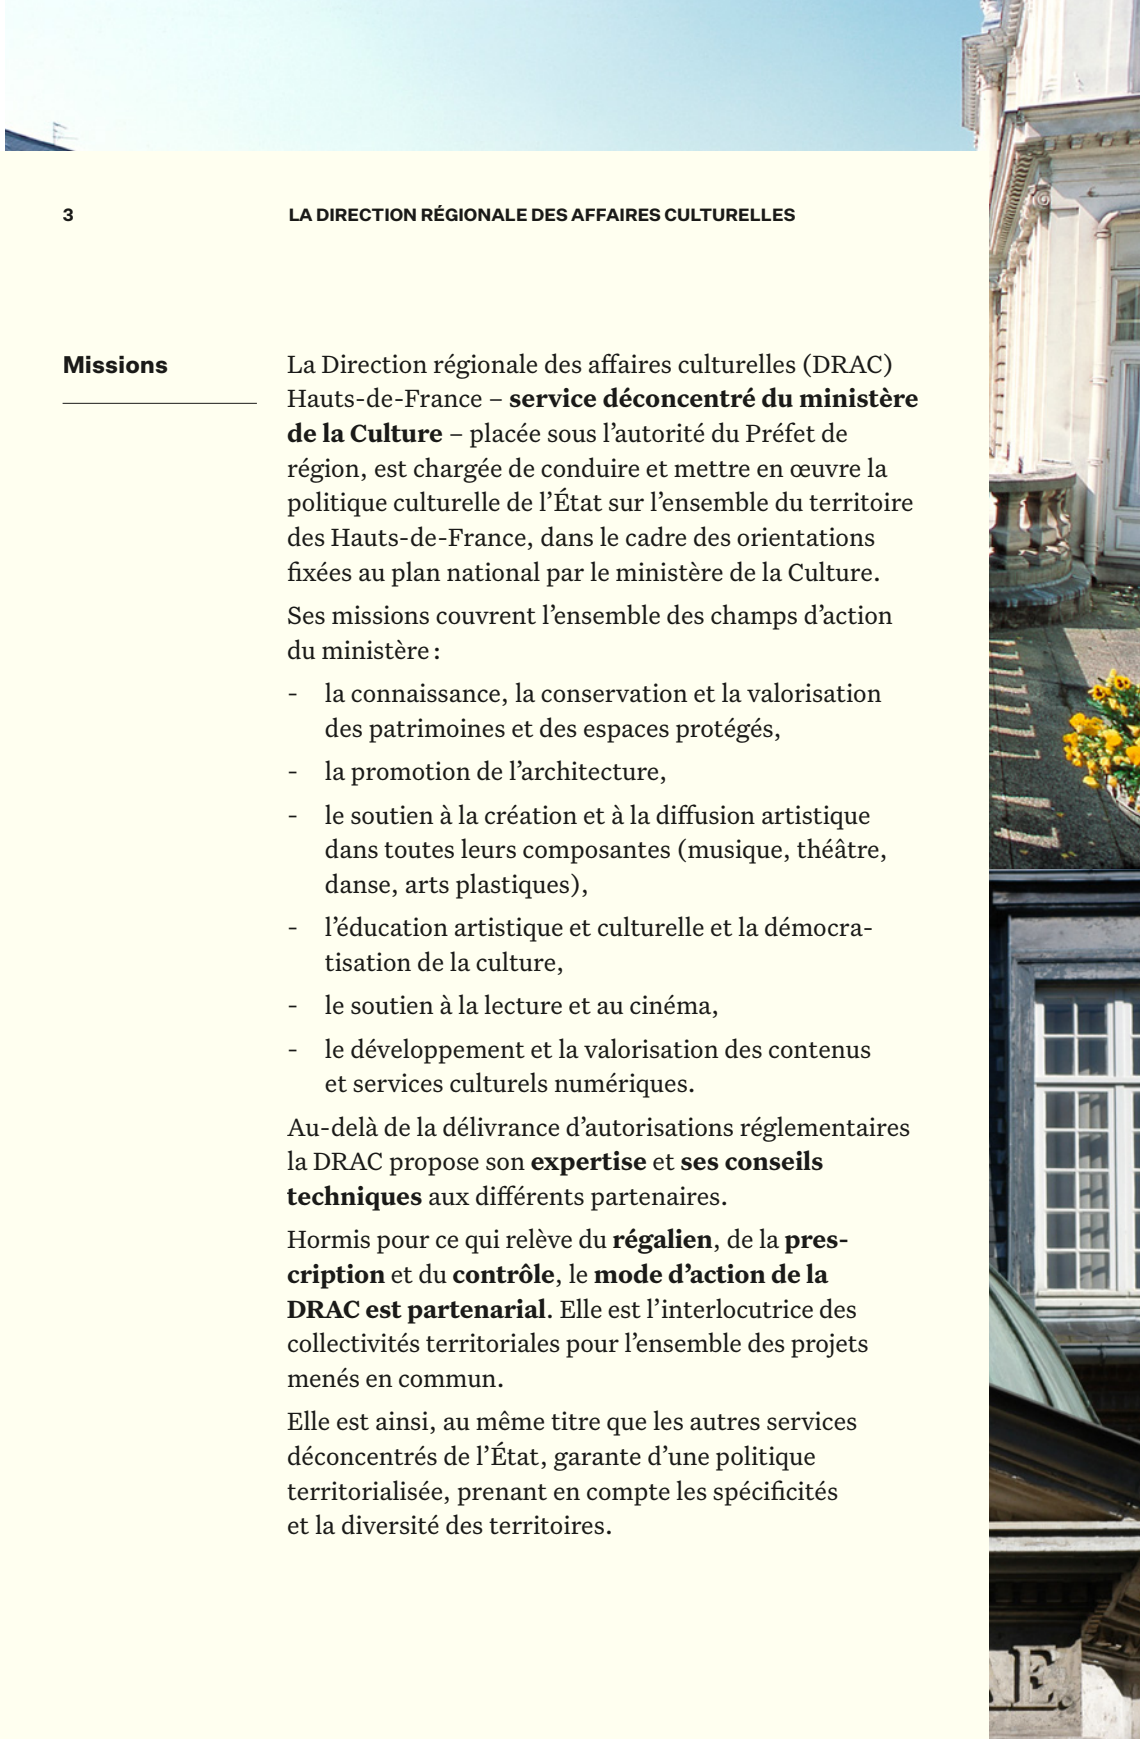 3
LA DIRECTION RÉGIONALE DES AFFAIRES CULTURELLES
Missions
La Direction régionale des affaires culturelles (DRAC)
Hauts-de-France – service déconcentré du ministère
de la Culture – placée sous l’autorité du Préfet de
région, est chargée de conduire et mettre en œuvre la
politique culturelle de l’État sur l’ensemble du territoire
des Hauts-de-France, dans le cadre des orientations
fixées au plan national par le ministère de la Culture.
Ses missions couvrent l’ensemble des champs d’action
du ministère :
- la connaissance, la conservation et la valorisation
des patrimoines et des espaces protégés,
- la promotion de l’architecture,
- le soutien à la création et à la diffusion artistique
dans toutes leurs composantes (musique, théâtre,
danse, arts plastiques),
- l’éducation artistique et culturelle et la démocra-
tisation de la culture,
- le soutien à la lecture et au cinéma,
- le développement et la valorisation des contenus
et services culturels numériques.
Au-delà de la délivrance d’autorisations réglementaires
la DRAC propose son expertise et ses conseils
techniques aux différents partenaires.
Hormis pour ce qui relève du régalien, de la pres-
cription et du contrôle, le mode d’action de la
DRAC est partenarial. Elle est l’interlocutrice des
collectivités territoriales pour l’ensemble des projets
menés en commun.
Elle est ainsi, au même titre que les autres services
déconcentrés de l’État, garante d’une politique
territorialisée, prenant en compte les spécificités
et la diversité des territoires.
E.